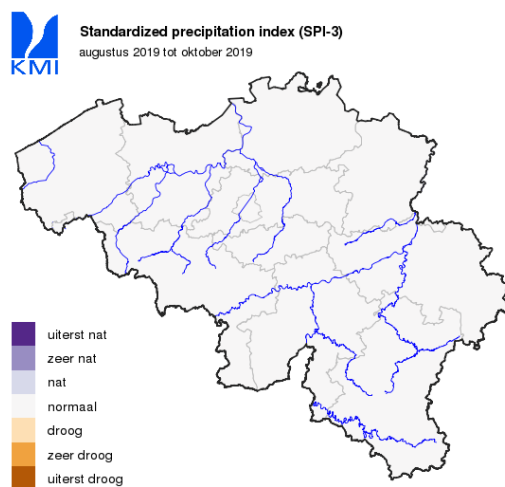 Standardized precipitation index (SPI-3)
augustus 2019 tot oktober 2019
KMI
uiterst nat
zeer nat
nat
normaal
droog
zeer droog
uiterst droog